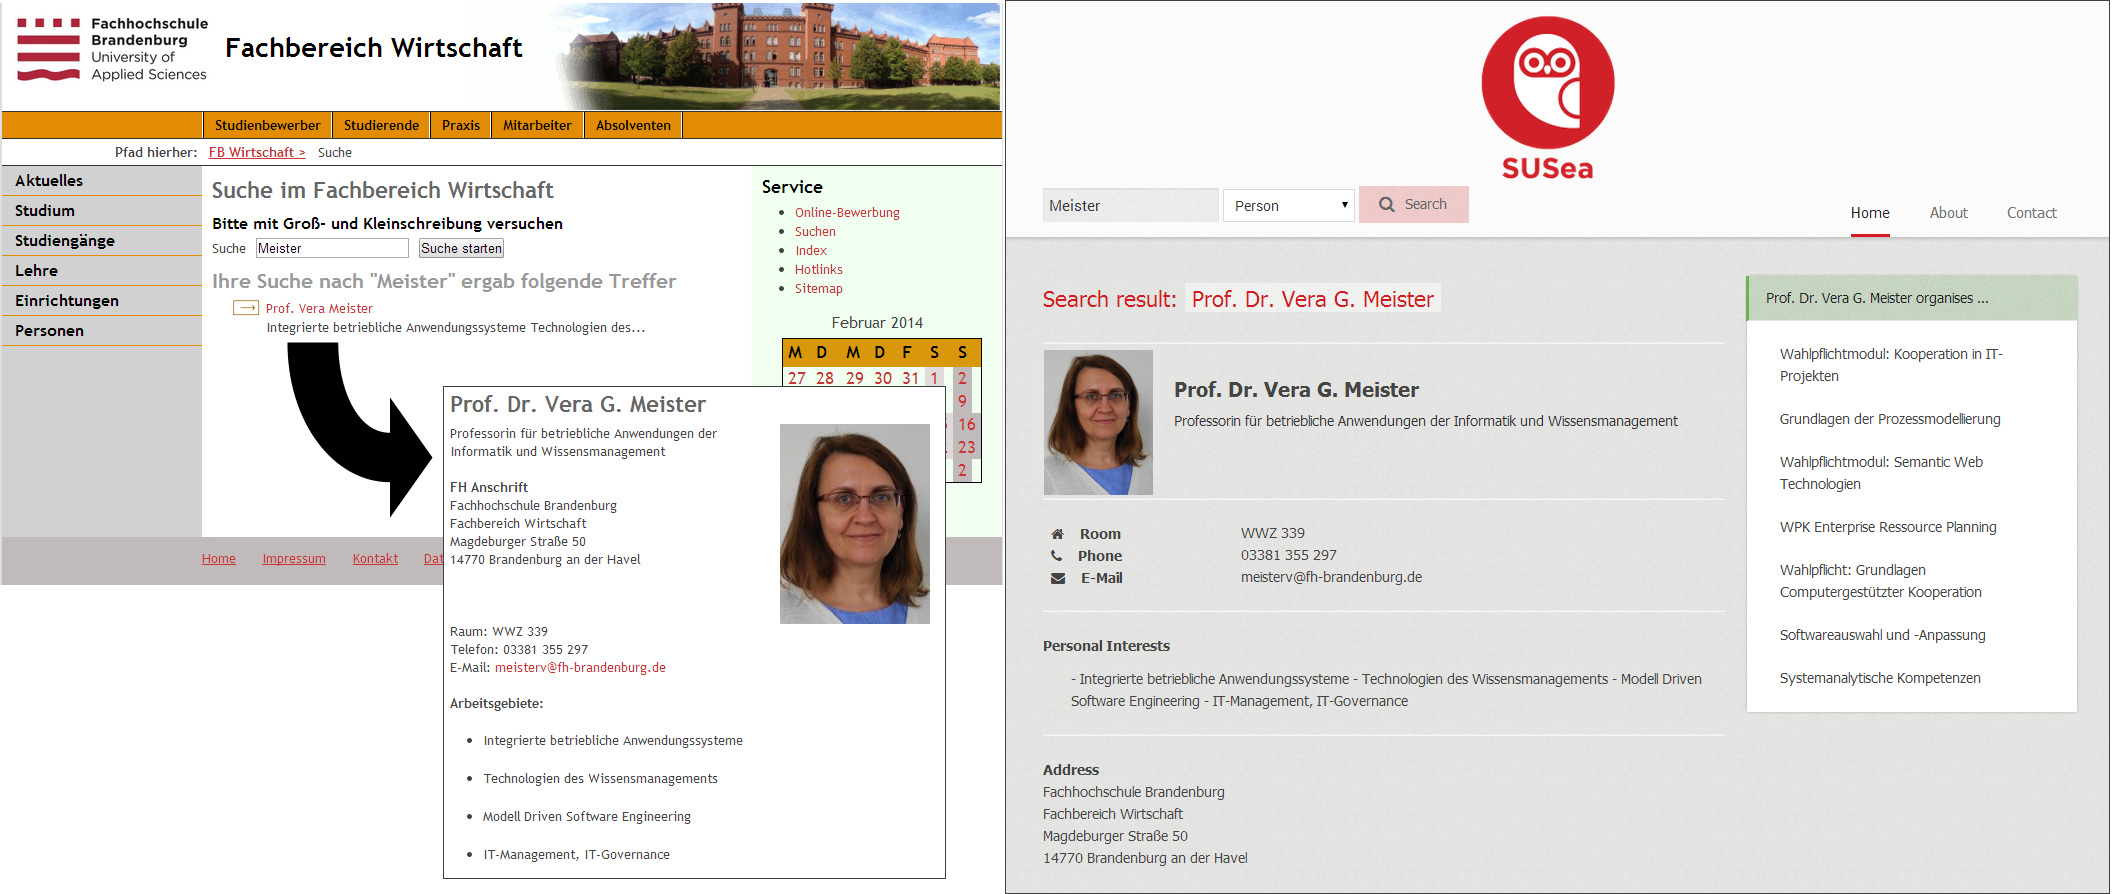 Fachhochschule
Brandenburg
University of
Applied Sciences
Fachbereich Wirtschaft
Studienbewerber Studierende Praxis Mitarbeiter Absolventen
Pfad hierher: FB Wirtschaft > Suche
Aktuelles
Studium
Studiengänge
Lehre
Einrichtungen
Personen
Suche im Fachbereich Wirtschaft
Bitte mit Groß- und Kleinschreibung versuchen
Suche Meister Suche starten
Ihre Suche nach "Meister" ergab folgende Treffer
Prof. Vera Meister
Integrierte betriebliche Anwendungssysteme Technologien des...
Service
Online-Bewerbung
Suchen
Index
Hotlinks
Sitemap
Februar 2014
M D M D F S S
27 28 29 30 31 1 2
9
16
23
2
Home Impressum Kontakt Dat
Prof. Dr. Vera G. Meister
Professorin für betriebliche Anwendungen der
Informatik und Wissensmanagement
FH Anschrift
Fachhochschule Brandenburg
Fachbereich Wirtschaft
Magdeburger Straße 50
14770 Brandenburg an der Havel
Raum: WWZ 339
Telefon: 03381 355 297
E-Mail: meisterv@fh-brandenburg.de
Arbeitsgebiete:
Integrierte betriebliche Anwendungssysteme
Technologien des Wissensmanagements
Modell Driven Software Engineering
IT-Management, IT-Governance
SUSea
Meister Person Search
Home About Contact
Search result: Prof. Dr. Vera G. Meister
Prof. Dr. Vera G. Meister
Professorin für betriebliche Anwendungen der Informatik und Wissensmanagement
Room WWZ 339
Phone 03381 355 297
E-Mail meisterv@fh-brandenburg.de
Personal Interests
- Integrierte betriebliche Anwendungssysteme - Technologien des Wissensmanagements - Modell Driven
Software Engineering - IT-Management, IT-Governance
Address
Fachhochschule Brandenburg
Fachbereich Wirtschaft
Magdeburger Straße 50
14770 Brandenburg an der Havel
Prof. Dr. Vera G. Meister organises ...
Wahlpflichtmodul: Kooperation in IT-
Projekten
Grundlagen der Prozessmodellierung
Wahlpflichtmodul: Semantic Web
Technologien
WPK Enterprise Ressource Planning
Wahlpflicht: Grundlagen
Computergestützter Kooperation
Softwareauswahl und -Anpassung
Systemanalytische Kompetenzen